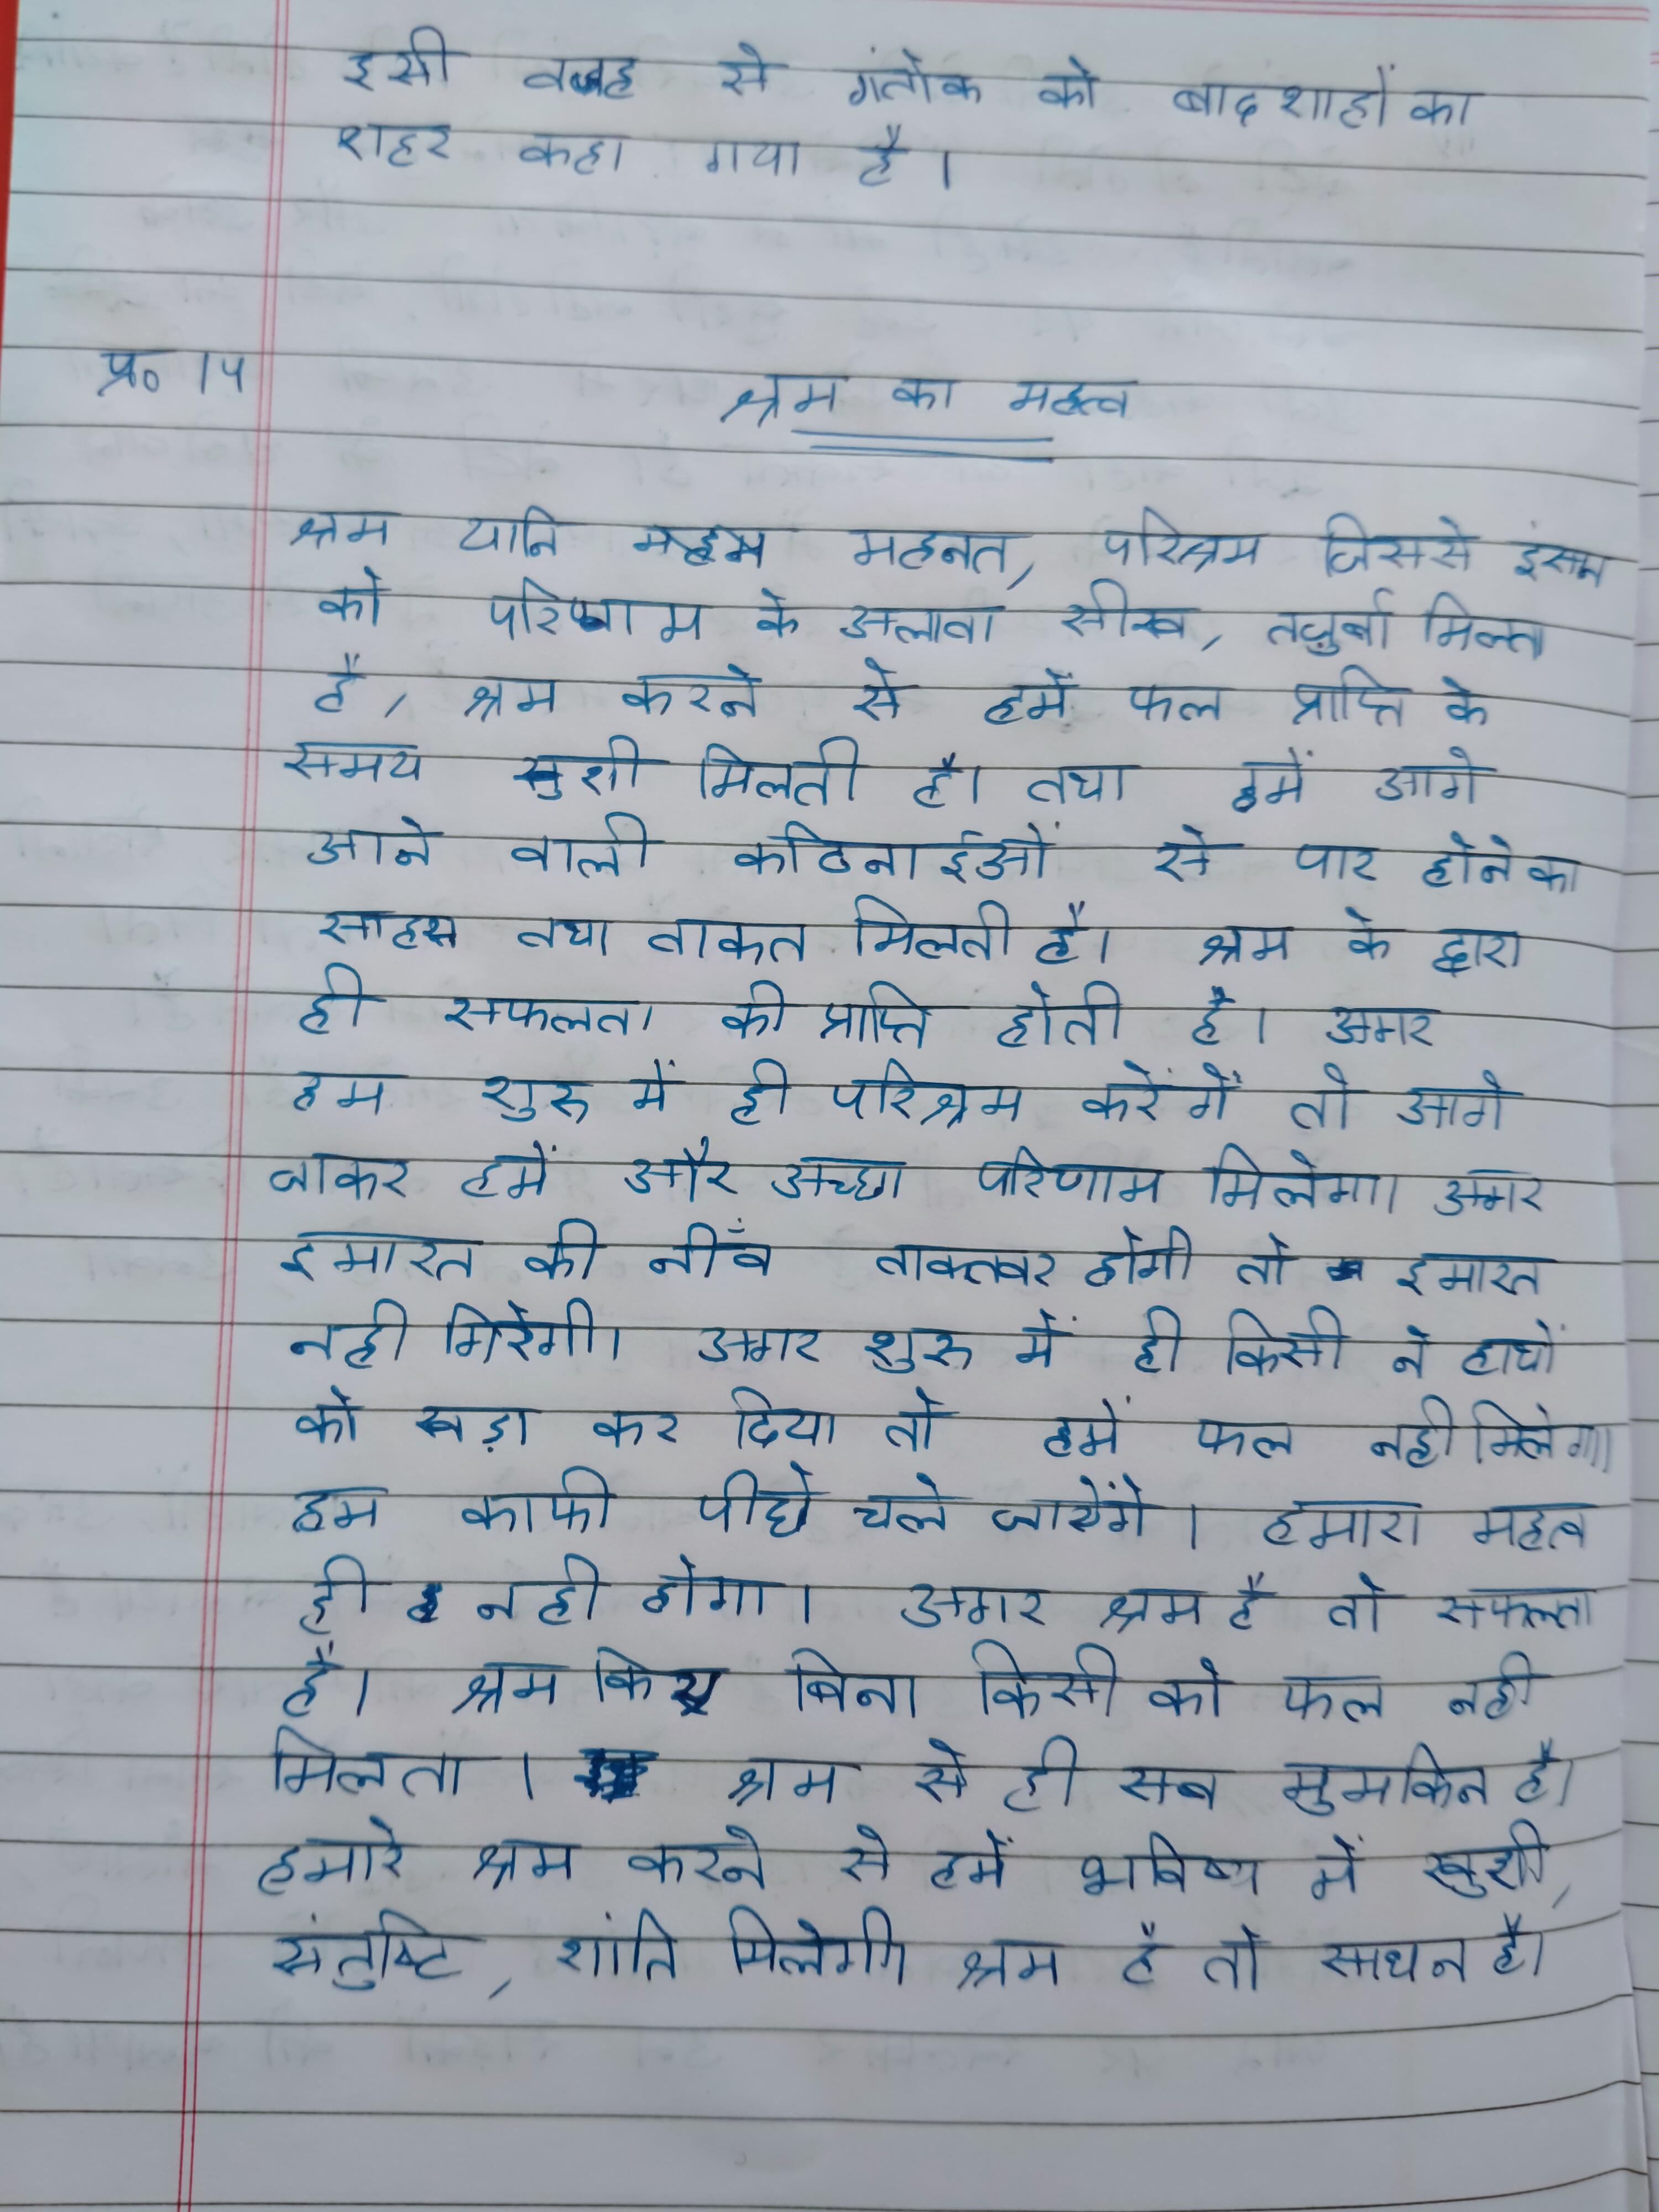 इसी वजह से गंतोक को बादशाहों का
शहर कहा गया है।
प्र० 14
श्रम का महत्व
श्रम यानि महनत, परिश्रम जिससे इंसान
को परिणाम के अलावा सीख, तजुर्बा मिलता
है, श्रम करने से हमें फल प्राप्ति के
समय खुशी मिलती है। तथा हमें आगे
आने वाली कठिनाईओं से पार होने का
साहस तथा ताकत मिलती है। श्रम के द्वारा
ही सफलता की प्राप्ति होती है। अगर
हम शुरू में ही परिश्रम करेंगें तो आगे
जाकर हमें और अच्छा परिणाम मिलेगा। अगर
इमारत की नीँव ताकतवर होगी तो इमारत
नही गिरेगी। अगर शुरू में ही किसी ने हाथों
को खड़ा कर दिया तो हमें फल नही मिलेगा।
हम काफी पीछे चले जायेंगे। हमारा महत्व
ही नही होगा। अगर श्रम है तो सफलता
है। श्रम किए बिना किसी को फल नही
मिलता। श्रम से ही सब मुमकिन है।
हमारे श्रम करने से हमें भविष्य में खुशी,
संतुष्टि, शांति मिलेगी। श्रम है तो साधन है।